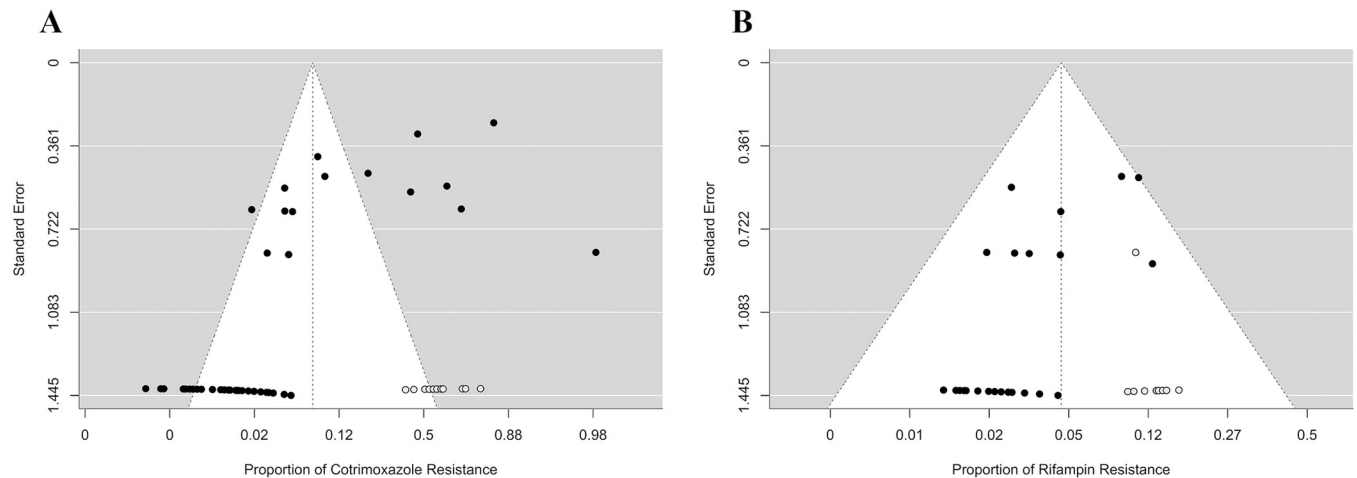 A
0
0.361
0.722
1.083
1.445
Standard Error
0 0 0.02 0.12 0.5 0.88 0.98
Proportion of Cotrimoxazole Resistance
B
0
0.361
0.722
1.083
1.445
Standard Error
0 0.01 0.02 0.05 0.12 0.27 0.5
Proportion of Rifampin Resistance